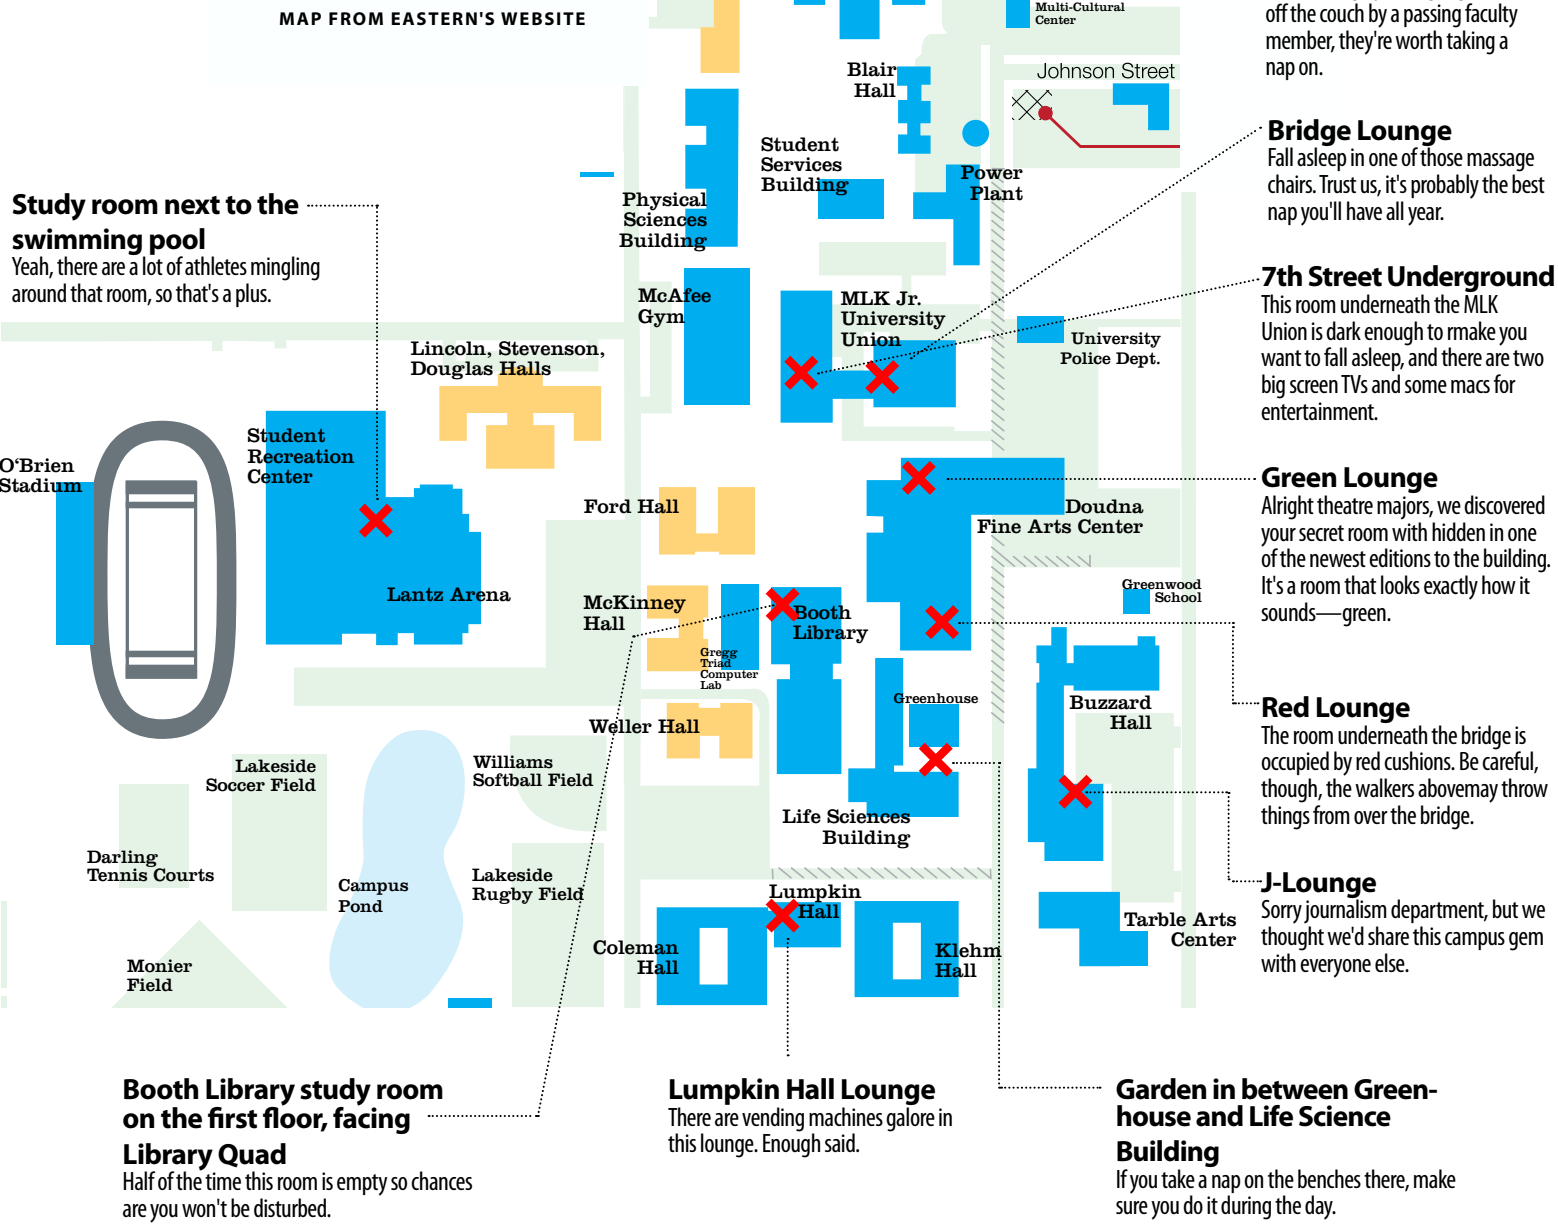 MAP FROM EASTERN'S WEBSITE
Multi-Cultural
Center
off the couch by a passing faculty
member, they're worth taking a
nap on.
Blair
Hall
Johnson Street
Bridge Lounge
Fall asleep in one of those massage
chairs. Trust us, it's probably the best
nap you'll have all year.
Student
Services
Building
Power
Plant
Physical
Sciences
Building
Study room next to the
swimming pool
Yeah, there are a lot of athletes mingling
around that room, so that's a plus.
7th Street Underground
This room underneath the MLK
Union is dark enough to rmake you
want to fall asleep, and there are two
big screen TVs and some macs for
entertainment.
McAfee
Gym
MLK Jr.
University
Union
University
Police Dept.
Lincoln, Stevenson,
Douglas Halls
Student
Recreation
Center
O‘Brien
Stadium
Green Lounge
Alright theatre majors, we discovered
your secret room with hidden in one
of the newest editions to the building.
It's a room that looks exactly how it
sounds—green.
Ford Hall
Doudna
Fine Arts Center
Lantz Arena
McKinney
Hall
Booth
Library
Greenwood
School
Gregg
Triad
Computer
Lab
Greenhouse
Buzzard
Hall
Red Lounge
The room underneath the bridge is
occupied by red cushions. Be careful,
though, the walkers abovemay throw
things from over the bridge.
Weller Hall
Lakeside
Soccer Field
Williams
Softball Field
Life Sciences
Building
Darling
Tennis Courts
Campus
Pond
Lakeside
Rugby Field
Lumpkin
Hall
J-Lounge
Sorry journalism department, but we
thought we'd share this campus gem
with everyone else.
Tarble Arts
Center
Coleman
Hall
Klehm
Hall
Monier
Field
Booth Library study room
on the first floor, facing
Library Quad
Half of the time this room is empty so chances
are you won't be disturbed.
Lumpkin Hall Lounge
There are vending machines galore in
this lounge. Enough said.
Garden in between Green-
house and Life Science
Building
If you take a nap on the benches there, make
sure you do it during the day.